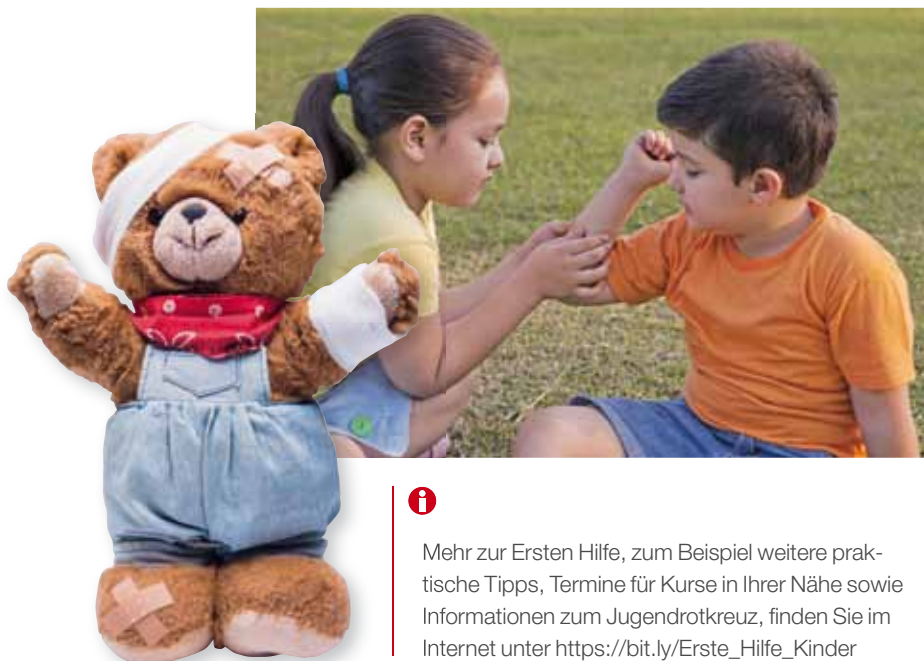 Mehr zur Ersten Hilfe, zum Beispiel weitere prak-
tische Tipps, Termine für Kurse in Ihrer Nähe sowie
Informationen zum Jugendrotkreuz, finden Sie im
Internet unter https://bit.ly/Erste_Hilfe_Kinder